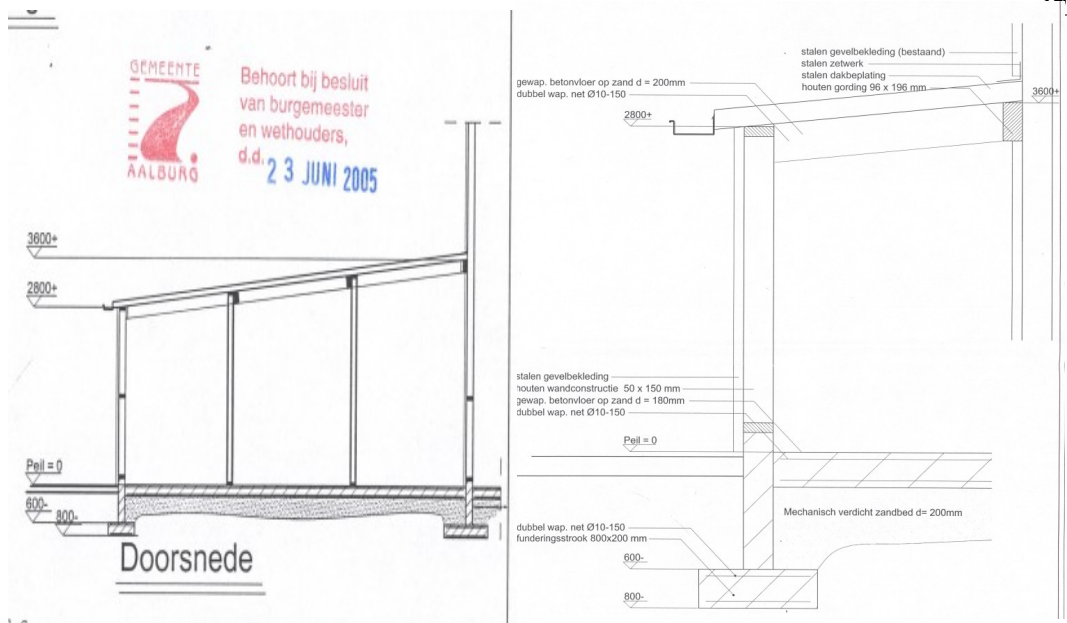 GEMEENTE
AALBURG
Behoort bij besluit
van burgemeester
en wethouders,
d.d. 23 JUNI 2005
3600+
2800+
Peil = 0
600-
800-
Doorsnede
stalen gevelbekleding (bestaand)
stalen zetwerk
stalen dakbeplating
houten gording 96 x 196 mm
gewap. betonvloer op zand d = 200mm
dubbel wap. net Ø10-150
2800+
3600+
stalen gevelbekleding
houten wandconstructie 50 x 150 mm
gewap. betonvloer op zand d = 180mm
dubbel wap. net Ø10-150
Peil = 0
Mechanisch verdicht zandbed d= 200mm
dubbel wap. net Ø10-150
funderingsstrook 800x200 mm
600-
800-